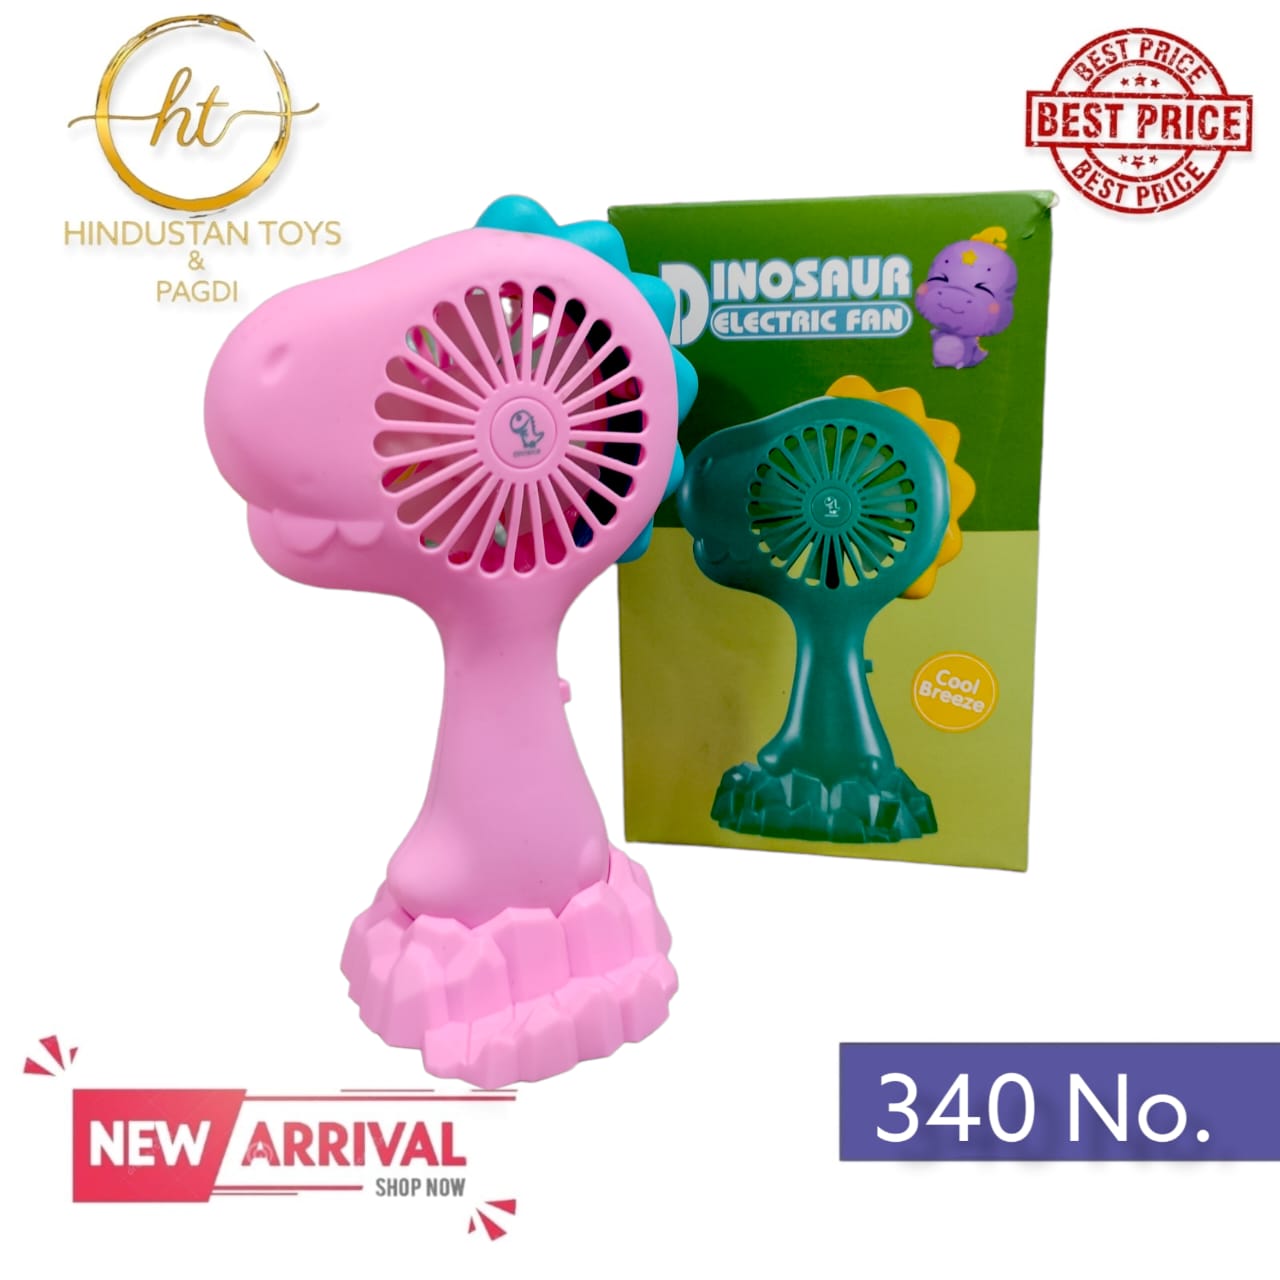 ht
HINDUSTAN TOYS
&
PAGDI
BEST PRICE
BEST PRICE
BEST PRICE
DINOSAUR
ELECTRIC FAN
Cool
Breeze
NEW ARRIVAL
SHOP NOW
340 No.